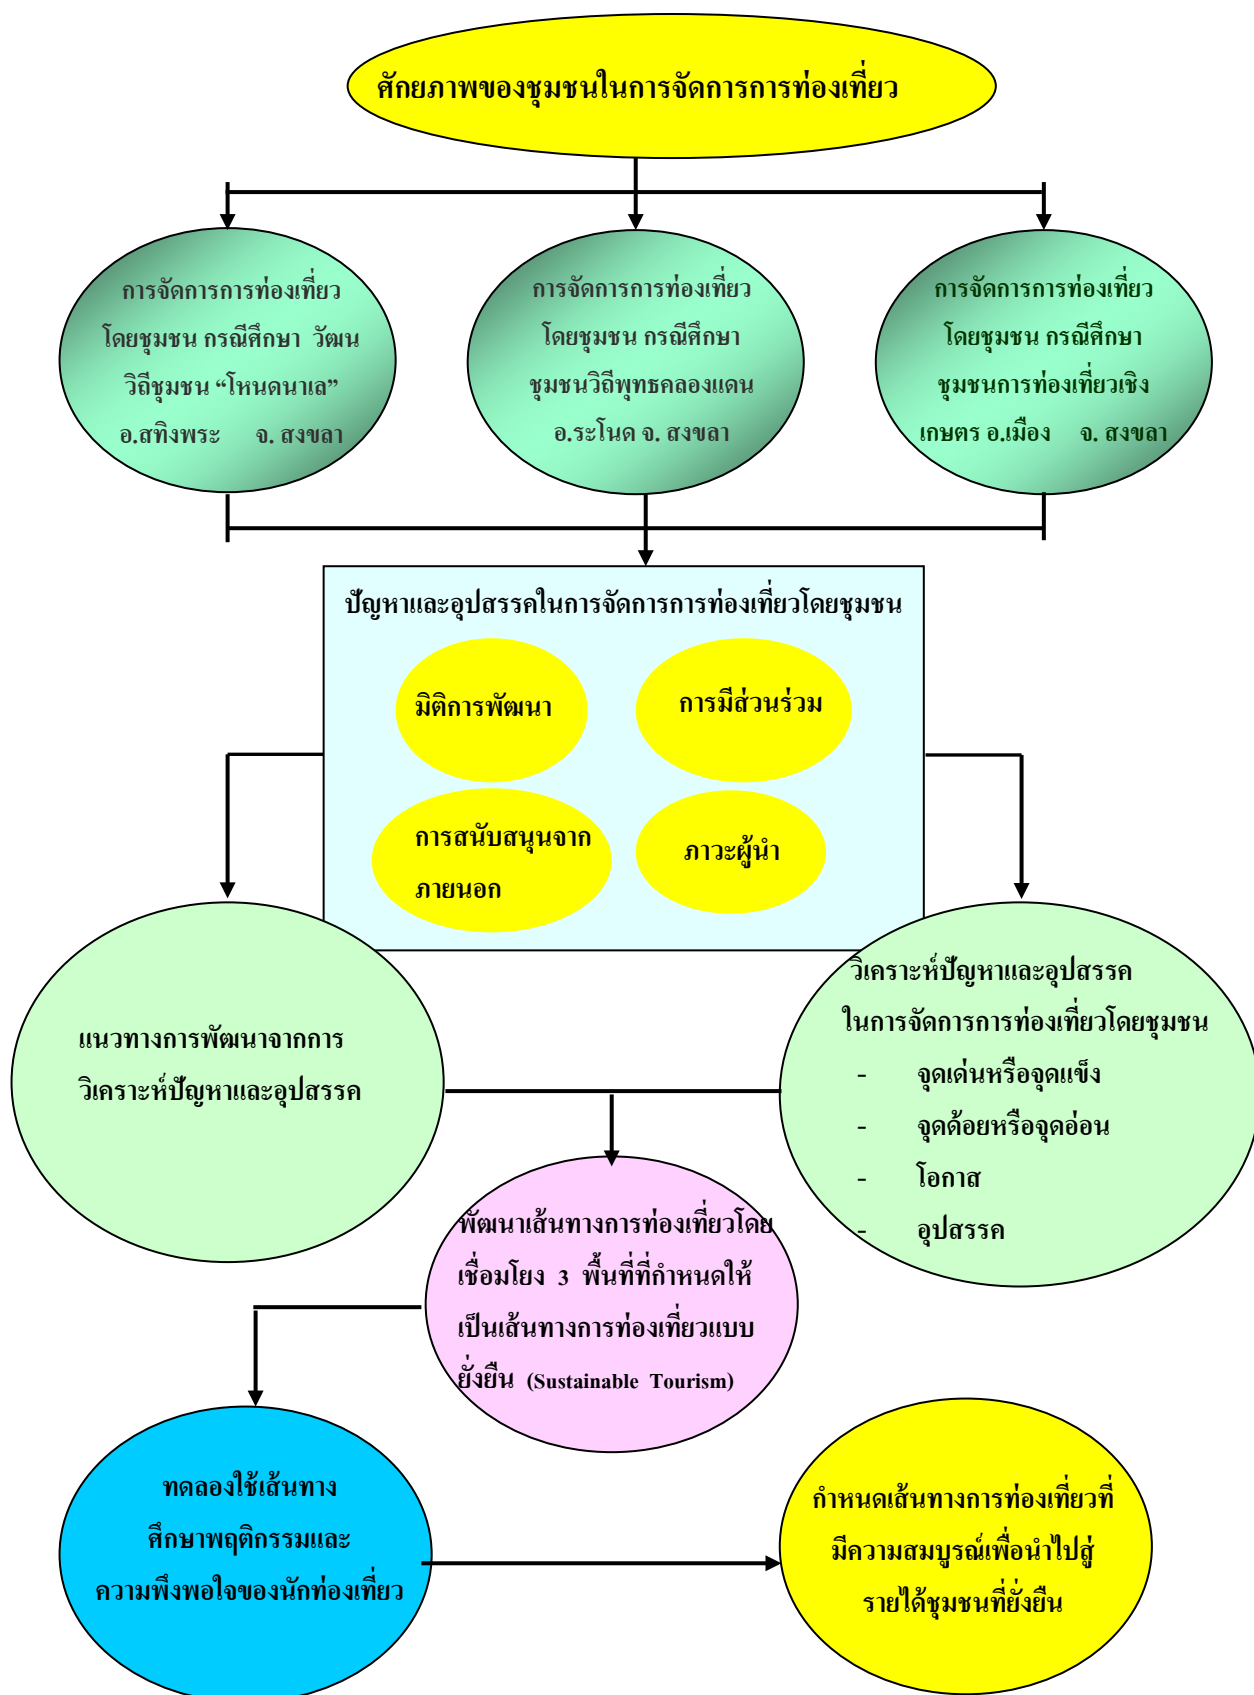 ศักยภาพของชุมชนในการจัดการการท่องเที่ยว
การจัดการการท่องเที่ยว
โดยชุมชน กรณีศึกษา วัฒน
วิถีชุมชน “โหนดนาเล”
อ.สทิงพระ จ. สงขลา
การจัดการการท่องเที่ยว
โดยชุมชน กรณีศึกษา
ชุมชนวิถีพุทธคลองแดน
อ.ระโนด จ. สงขลา
การจัดการการท่องเที่ยว
โดยชุมชน กรณีศึกษา
ชุมชนการท่องเที่ยวเชิง
เกษตร อ.เมือง จ. สงขลา
ปัญหาและอุปสรรคในการจัดการการท่องเที่ยวโดยชุมชน
มิติการพัฒนา
การมีส่วนร่วม
การสนับสนุนจาก
ภายนอก
ภาวะผู้นำ
แนวทางการพัฒนาจากการ
วิเคราะห์ปัญหาและอุปสรรค
วิเคราะห์ปัญหาและอุปสรรค
ในการจัดการการท่องเที่ยวโดยชุมชน
- จุดเด่นหรือจุดแข็ง
- จุดด้อยหรือจุดอ่อน
- โอกาส
- อุปสรรค
พัฒนาเส้นทางการท่องเที่ยวโดย
เชื่อมโยง 3 พื้นที่ที่กำหนดให้
เป็นเส้นทางการท่องเที่ยวแบบ
ยั่งยืน (Sustainable Tourism)
ทดลองใช้เส้นทาง
ศึกษาพฤติกรรมและ
ความพึงพอใจของนักท่องเที่ยว
กำหนดเส้นทางการท่องเที่ยวที่
มีความสมบูรณ์เพื่อนำไปสู่
รายได้ชุมชนที่ยั่งยืน